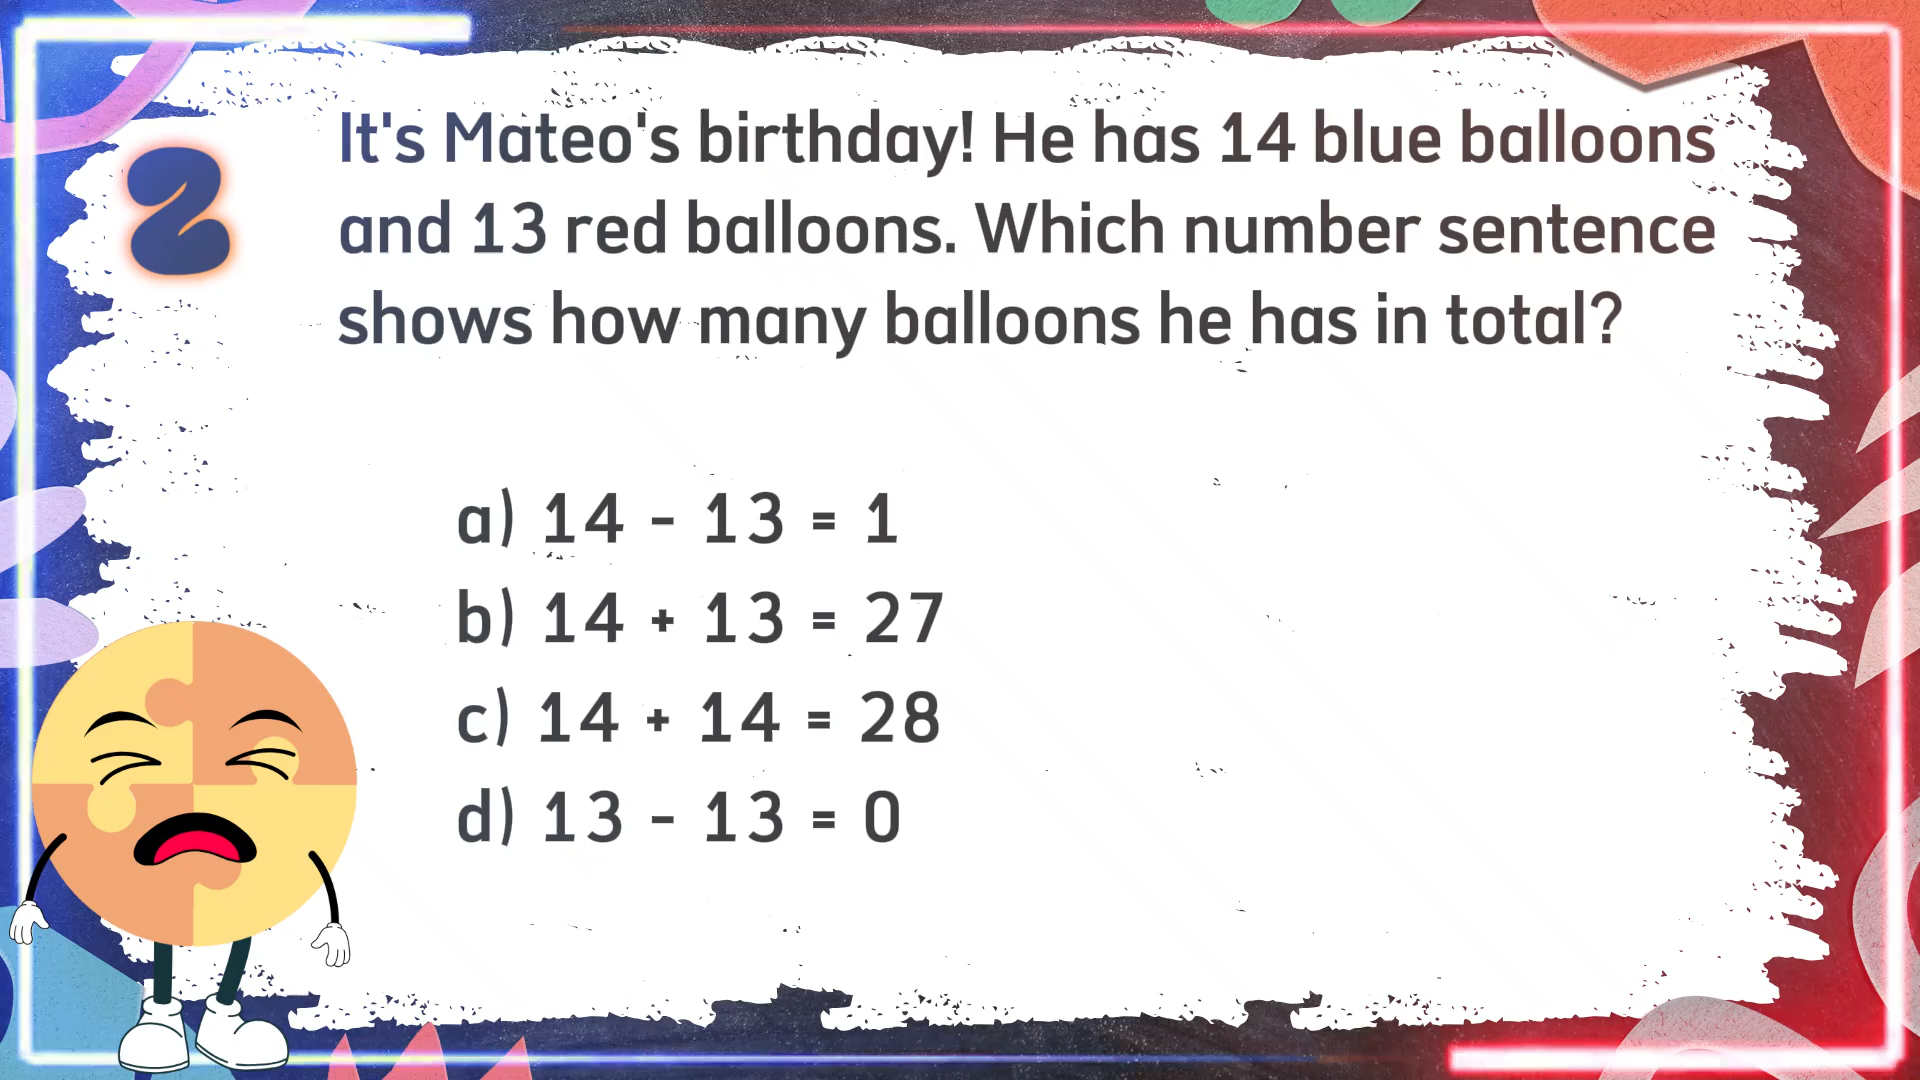 2
It's Mateo's birthday! He has 14 blue balloons
and 13 red balloons. Which number sentence
shows how many balloons he has in total?
a) 14 - 13 = 1
b) 14 + 13 = 27
c) 14 + 14 = 28
d) 13 - 13 = 0